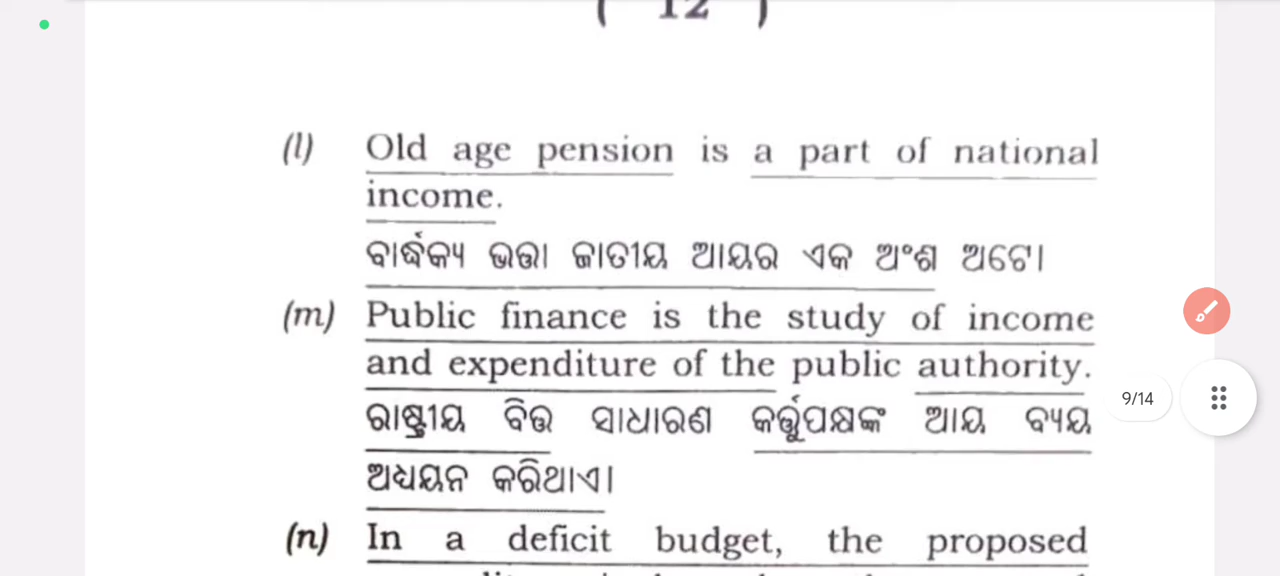 ( 12 )
(l) Old age pension is a part of national
income.
ବାର୍ଦ୍ଧକ୍ୟ ଭତ୍ତା ଜାତୀୟ ଆୟର ଏକ ଅଂଶ ଅଟେ।
(m) Public finance is the study of income
and expenditure of the public authority.
9/14
ରାଷ୍ଟ୍ରୀୟ ବିତ୍ତ ସାଧାରଣ କର୍ତ୍ତୃପକ୍ଷଙ୍କ ଆୟ ବ୍ୟୟ
ଅଧ୍ୟୟନ କରିଥାଏ।
(n) In a deficit budget, the proposed